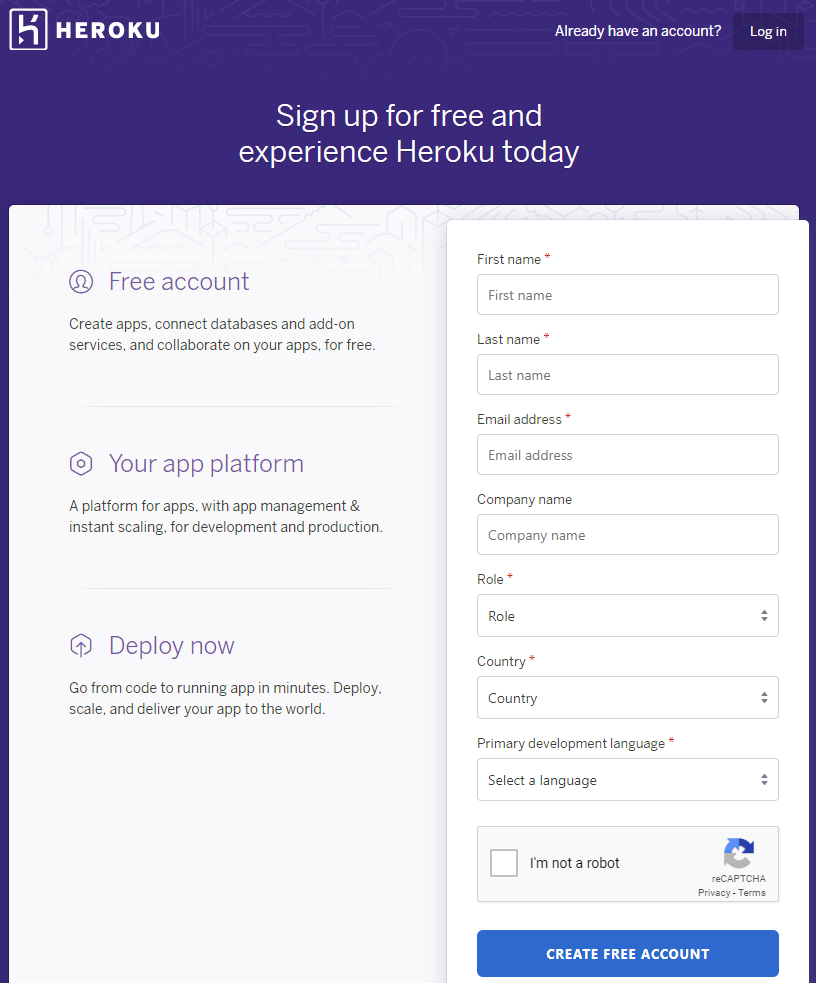 HEROKU
Already have an account?
Log in
Sign up for free and
experience Heroku today
Free account
Create apps, connect databases and add-on
services, and collaborate on your apps, for free.
Your app platform
A platform for apps, with app management &
instant scaling, for development and production.
Deploy now
Go from code to running app in minutes. Deploy,
scale, and deliver your app to the world.
First name *
First name
Last name *
Last name
Email address *
Email address
Company name
Company name
Role *
Role
Country *
Country
Primary development language *
Select a language
I'm not a robot
reCAPTCHA
Privacy - Terms
CREATE FREE ACCOUNT